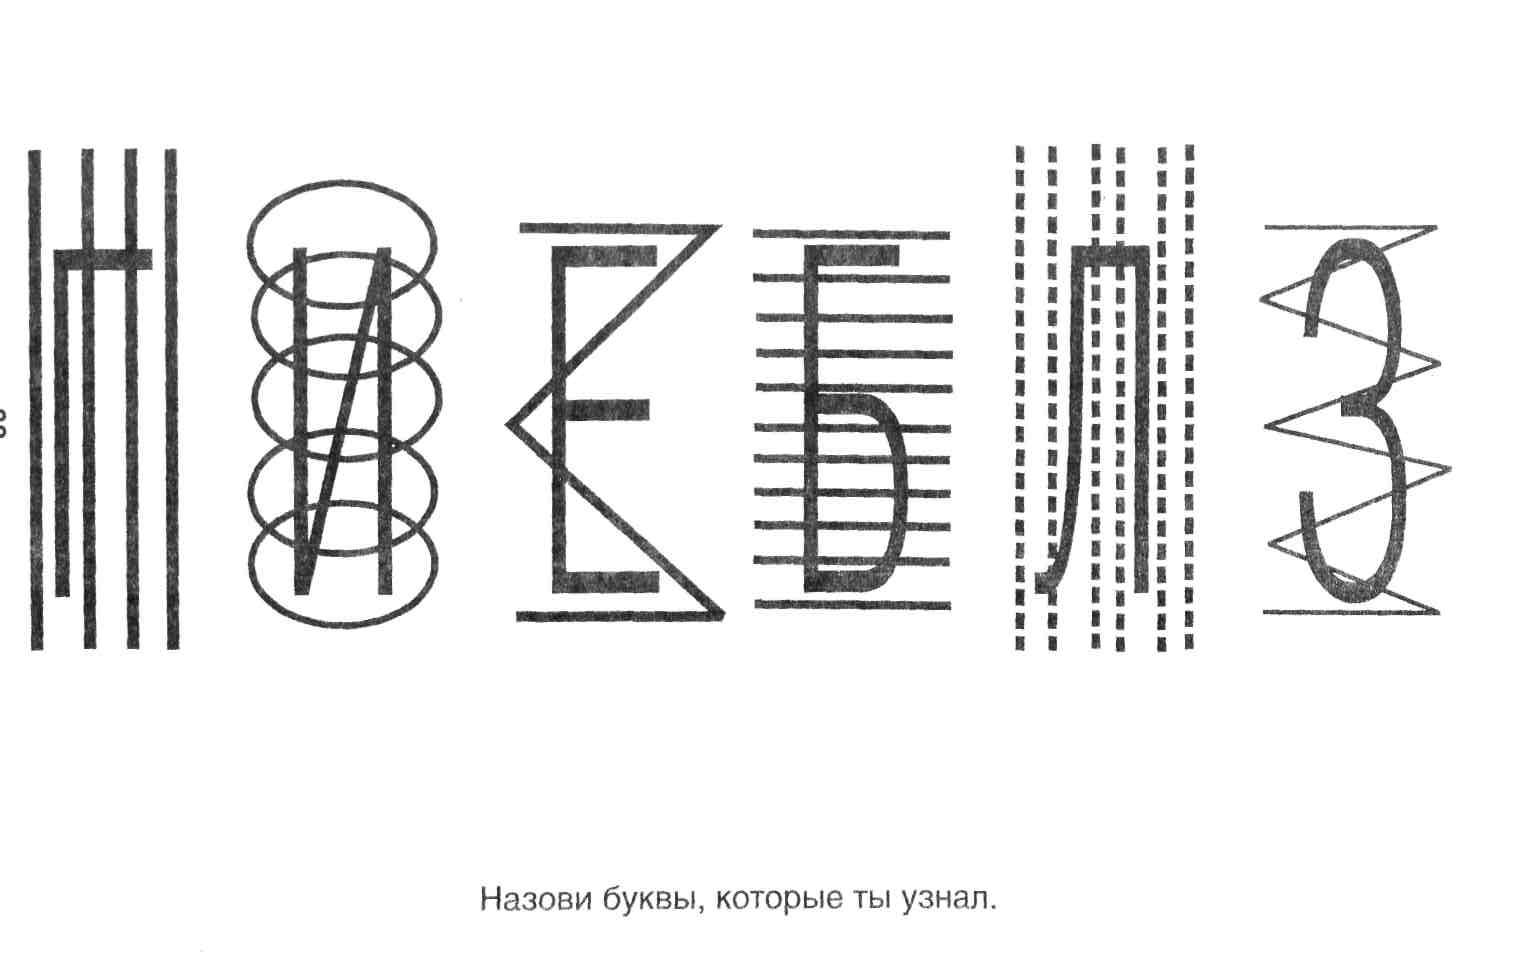 Г И Е Б Л З
Назови буквы, которые ты узнал.